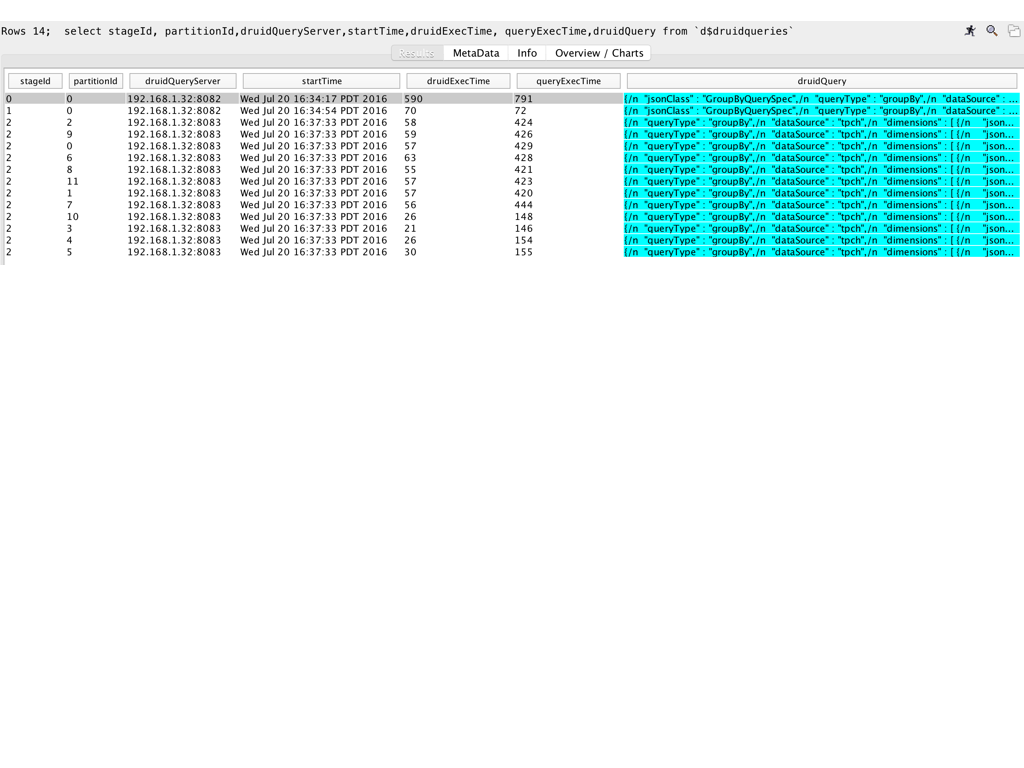 Rows 14;  select stageId, partitionId,druidQueryServer,startTime,druidExecTime, queryExecTime,druidQuery from `d$druidqueries`
Results MetaData Info Overview / Charts
stageId partitionId druidQueryServer startTime druidExecTime queryExecTime druidQuery
0 0 192.168.1.32:8082 Wed Jul 20 16:34:17 PDT 2016 590 791 {/n "jsonClass" : "GroupByQuerySpec",/n "queryType" : "groupBy",/n "dataSource" : ...
1 0 192.168.1.32:8082 Wed Jul 20 16:34:54 PDT 2016 70 72 {/n "jsonClass" : "GroupByQuerySpec",/n "queryType" : "groupBy",/n "dataSource" : ...
2 2 192.168.1.32:8083 Wed Jul 20 16:37:33 PDT 2016 58 424 {/n "queryType" : "groupBy",/n "dataSource" : "tpch",/n "dimensions" : [ {/n "json...
2 9 192.168.1.32:8083 Wed Jul 20 16:37:33 PDT 2016 59 426 {/n "queryType" : "groupBy",/n "dataSource" : "tpch",/n "dimensions" : [ {/n "json...
2 0 192.168.1.32:8083 Wed Jul 20 16:37:33 PDT 2016 57 429 {/n "queryType" : "groupBy",/n "dataSource" : "tpch",/n "dimensions" : [ {/n "json...
2 6 192.168.1.32:8083 Wed Jul 20 16:37:33 PDT 2016 63 428 {/n "queryType" : "groupBy",/n "dataSource" : "tpch",/n "dimensions" : [ {/n "json...
2 8 192.168.1.32:8083 Wed Jul 20 16:37:33 PDT 2016 55 421 {/n "queryType" : "groupBy",/n "dataSource" : "tpch",/n "dimensions" : [ {/n "json...
2 11 192.168.1.32:8083 Wed Jul 20 16:37:33 PDT 2016 57 423 {/n "queryType" : "groupBy",/n "dataSource" : "tpch",/n "dimensions" : [ {/n "json...
2 1 192.168.1.32:8083 Wed Jul 20 16:37:33 PDT 2016 57 420 {/n "queryType" : "groupBy",/n "dataSource" : "tpch",/n "dimensions" : [ {/n "json...
2 7 192.168.1.32:8083 Wed Jul 20 16:37:33 PDT 2016 56 444 {/n "queryType" : "groupBy",/n "dataSource" : "tpch",/n "dimensions" : [ {/n "json...
2 10 192.168.1.32:8083 Wed Jul 20 16:37:33 PDT 2016 26 148 {/n "queryType" : "groupBy",/n "dataSource" : "tpch",/n "dimensions" : [ {/n "json...
2 3 192.168.1.32:8083 Wed Jul 20 16:37:33 PDT 2016 21 146 {/n "queryType" : "groupBy",/n "dataSource" : "tpch",/n "dimensions" : [ {/n "json...
2 4 192.168.1.32:8083 Wed Jul 20 16:37:33 PDT 2016 26 154 {/n "queryType" : "groupBy",/n "dataSource" : "tpch",/n "dimensions" : [ {/n "json...
2 5 192.168.1.32:8083 Wed Jul 20 16:37:33 PDT 2016 30 155 {/n "queryType" : "groupBy",/n "dataSource" : "tpch",/n "dimensions" : [ {/n "json...